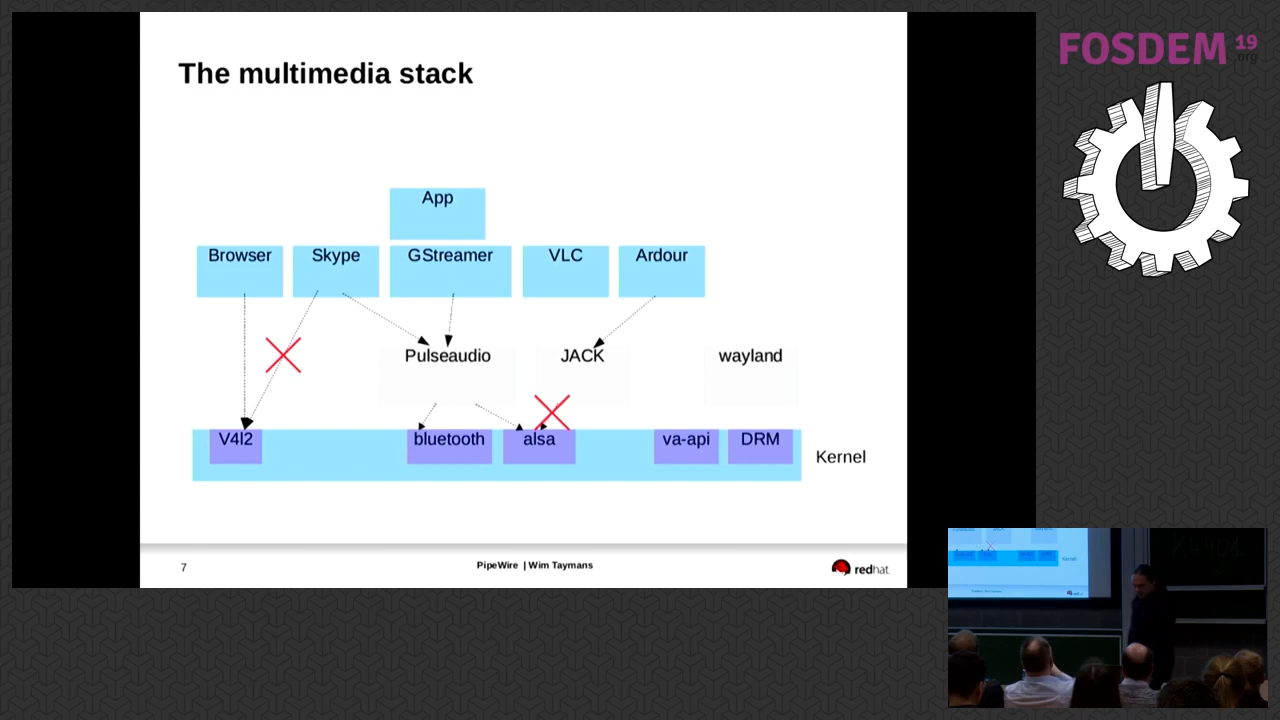 The multimedia stack
App
Browser Skype GStreamer VLC Ardour
Pulseaudio JACK wayland
V4l2 bluetooth alsa va-api DRM
Kernel
7 PipeWire | Wim Taymans redhat.
FOSDEM 19
.org
Kernel